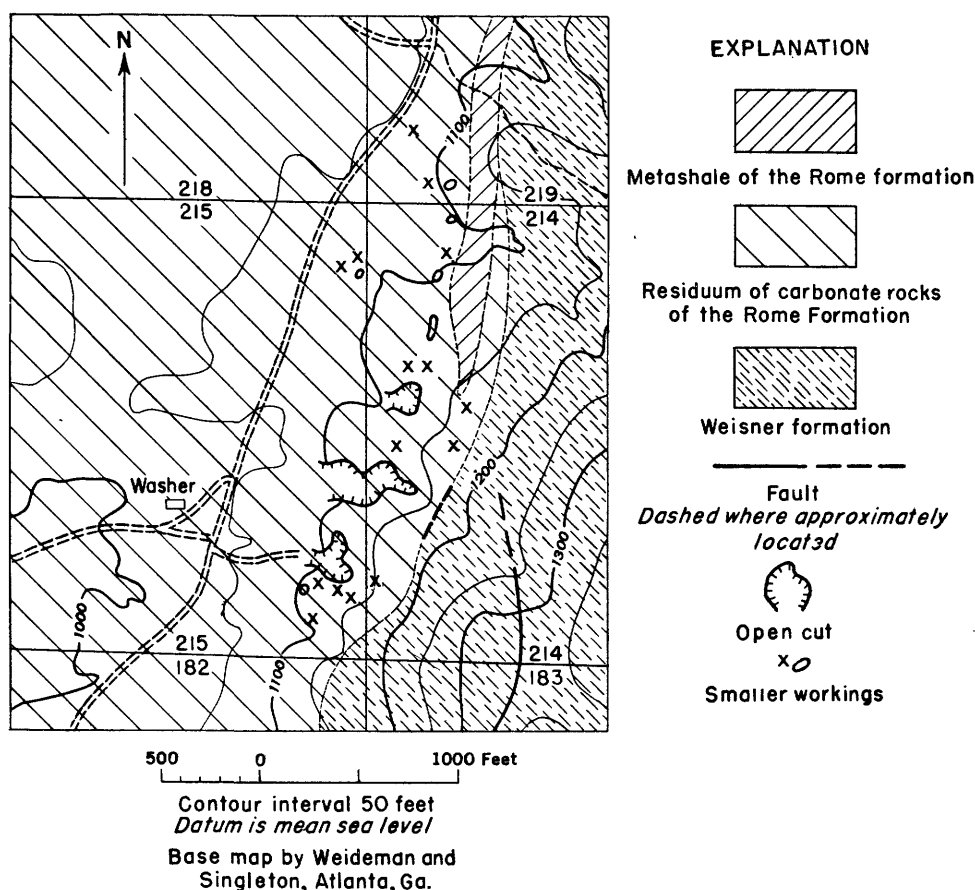 N
1100
218
219
215
214
Washer
1200
1300
1000
215
214
182
1100
183
500 0 1000 Feet
Contour interval 50 feet
Datum is mean sea level
Base map by Weideman and
Singleton, Atlanta, Ga.
EXPLANATION
Metashale of the Rome formation
Residuum of carbonate rocks
of the Rome Formation
Weisner formation
Fault
Dashed where approximately
locat3d
Open cut
x
Smaller workings